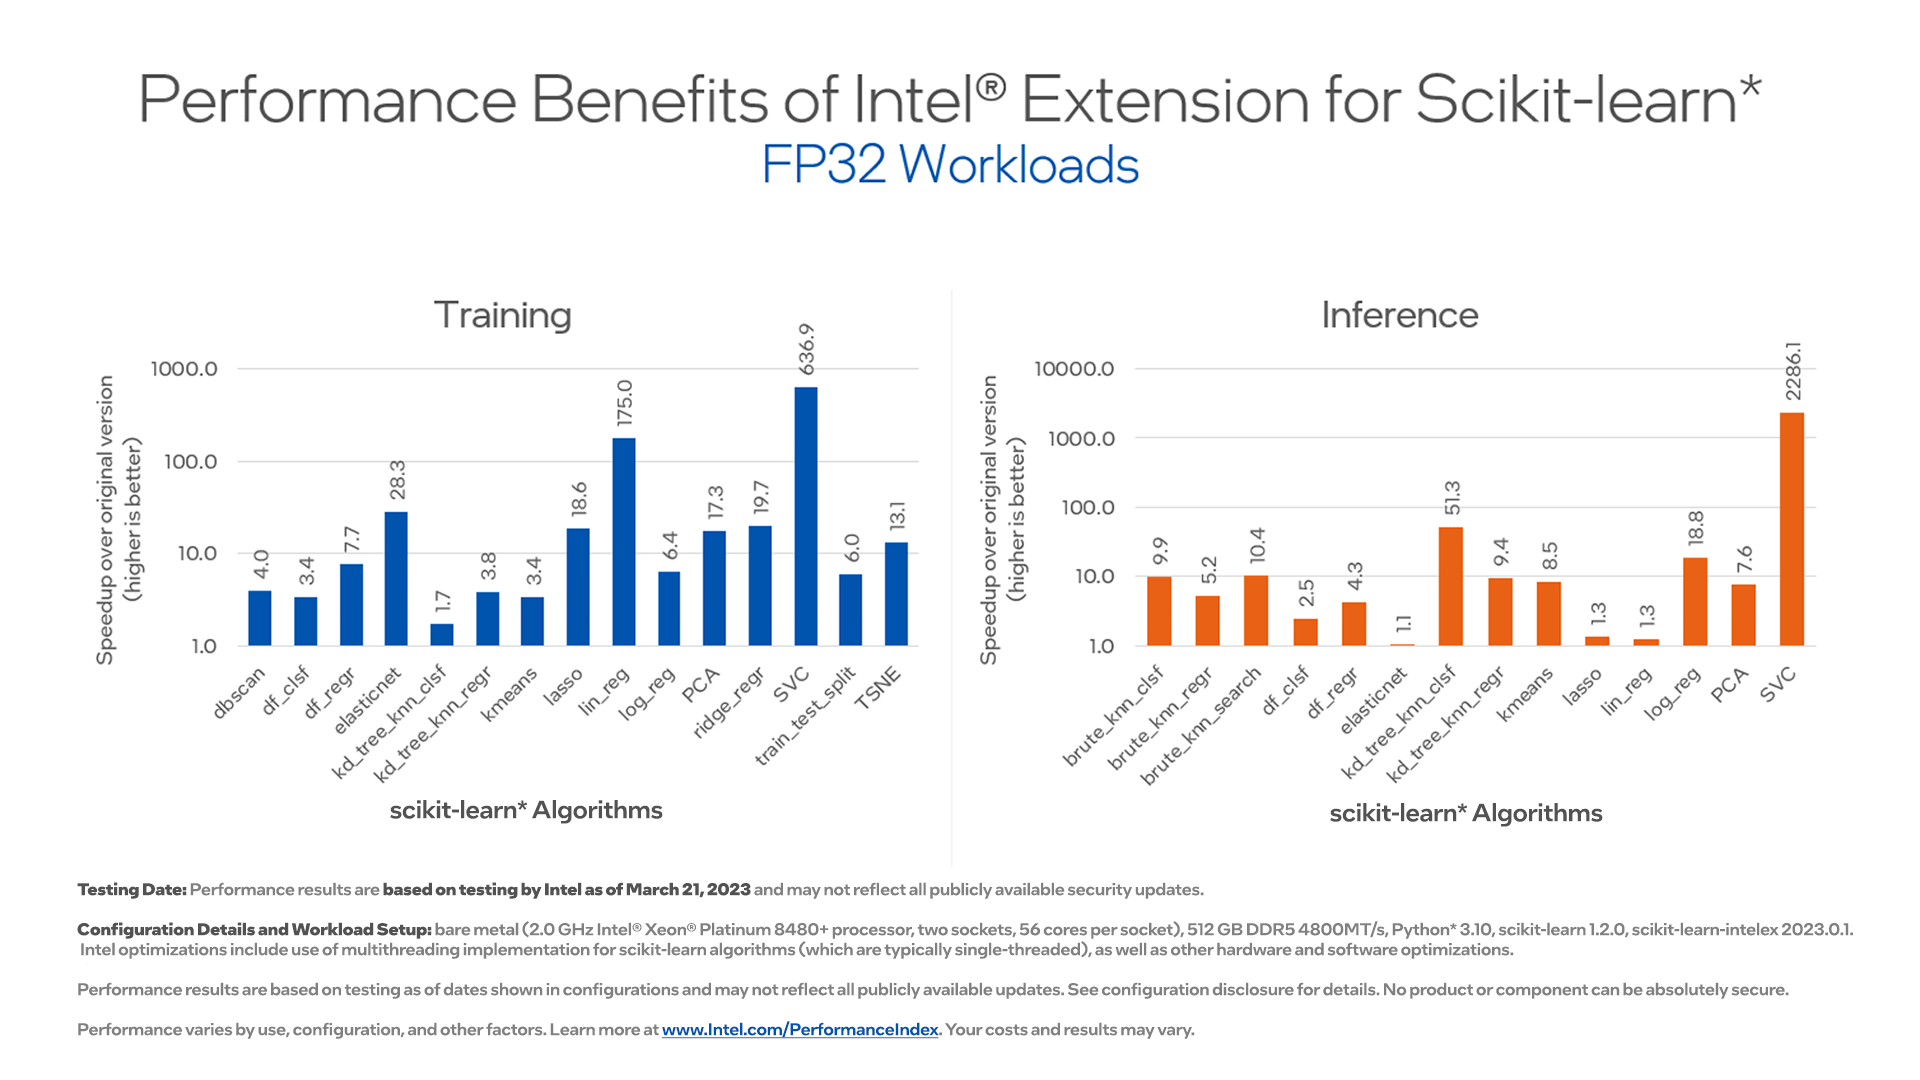 Performance Benefits of Intel® Extension for Scikit-learn*
FP32 Workloads
Training
Speedup over original version
(higher is better)
1000.0
100.0
10.0
1.0
4.0
3.4
7.7
28.3
1.7
3.8
3.4
18.6
175.0
6.4
17.3
19.7
636.9
6.0
13.1
dbscan
df_clsf
df_regr
elasticnet
kd_tree_knn_clsf
kd_tree_knn_regr
kmeans
lasso
lin_reg
log_reg
PCA
ridge_regr
SVC
train_test_split
TSNE
scikit-learn* Algorithms
Inference
Speedup over original version
(higher is better)
10000.0
1000.0
100.0
10.0
1.0
9.9
5.2
10.4
2.5
4.3
1.1
51.3
9.4
8.5
1.3
1.3
18.8
7.6
2286.1
brute_knn_clsf
brute_knn_regr
brute_knn_search
df_clsf
df_regr
elasticnet
kd_tree_knn_clsf
kd_tree_knn_regr
kmeans
lasso
lin_reg
log_reg
PCA
SVC
scikit-learn* Algorithms
Testing Date: Performance results are based on testing by Intel as of March 21, 2023 and may not reflect all publicly available security updates.
Configuration Details and Workload Setup: bare metal (2.0 GHz Intel® Xeon® Platinum 8480+ processor, two sockets, 56 cores per socket), 512 GB DDR5 4800MT/s, Python* 3.10, scikit-learn 1.2.0, scikit-learn-intelex 2023.0.1.
Intel optimizations include use of multithreading implementation for scikit-learn algorithms (which are typically single-threaded), as well as other hardware and software optimizations.
Performance results are based on testing as of dates shown in configurations and may not reflect all publicly available updates. See configuration disclosure for details. No product or component can be absolutely secure.
Performance varies by use, configuration, and other factors. Learn more at www.Intel.com/PerformanceIndex. Your costs and results may vary.